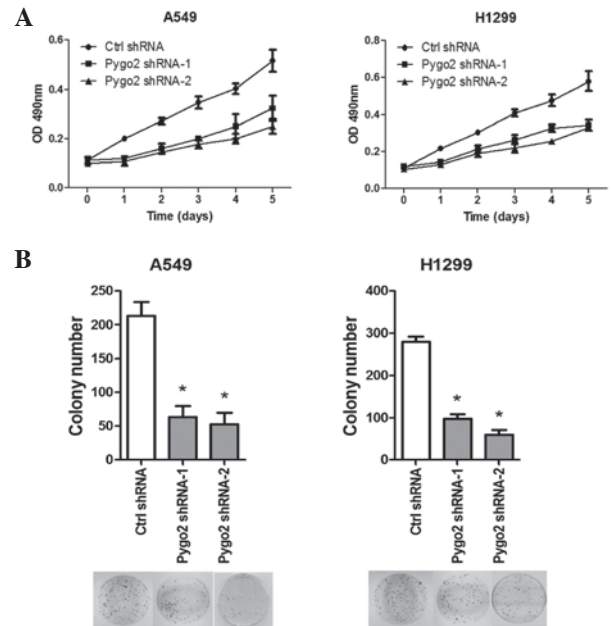 A
A549
Ctrl shRNA
Pygo2 shRNA-1
Pygo2 shRNA-2
OD 490nm
0.6
0.4
0.2
0.0
0 1 2 3 4 5
Time (days)
H1299
Ctrl shRNA
Pygo2 shRNA-1
Pygo2 shRNA-2
OD 490nm
0.8
0.6
0.4
0.2
0.0
0 1 2 3 4 5
Time (days)
B
A549
Colony number
250
200
150
100
50
0
*
*
Ctrl shRNA
Pygo2 shRNA-1
Pygo2 shRNA-2
H1299
Colony number
400
300
200
100
0
*
*
Ctrl shRNA
Pygo2 shRNA-1
Pygo2 shRNA-2